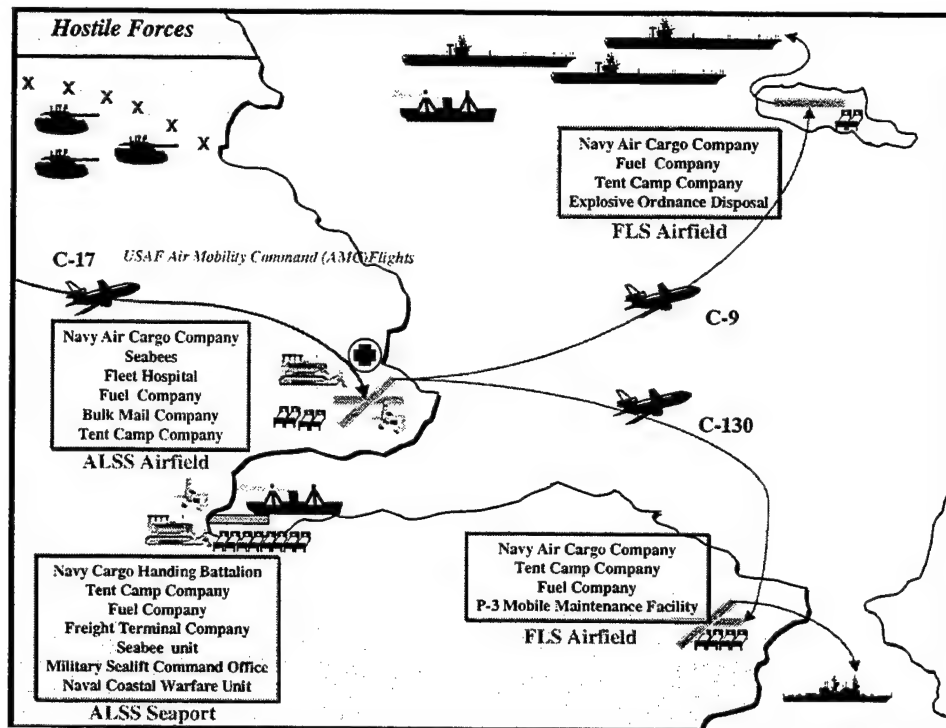 Hostile Forces
X
X
X
X
X
X
Navy Air Cargo Company
Fuel Company
Tent Camp Company
Explosive Ordnance Disposal
FLS Airfield
C-17
USAF Air Mobility Command (AMC)Flights
C-9
Navy Air Cargo Company
Seabees
Fleet Hospital
Fuel Company
Bulk Mail Company
Tent Camp Company
ALSS Airfield
C-130
Navy Cargo Handing Battalion
Tent Camp Company
Fuel Company
Freight Terminal Company
Seabee unit
Military Sealift Command Office
Naval Coastal Warfare Unit
ALSS Seaport
Navy Air Cargo Company
Tent Camp Company
Fuel Company
P-3 Mobile Maintenance Facility
FLS Airfield